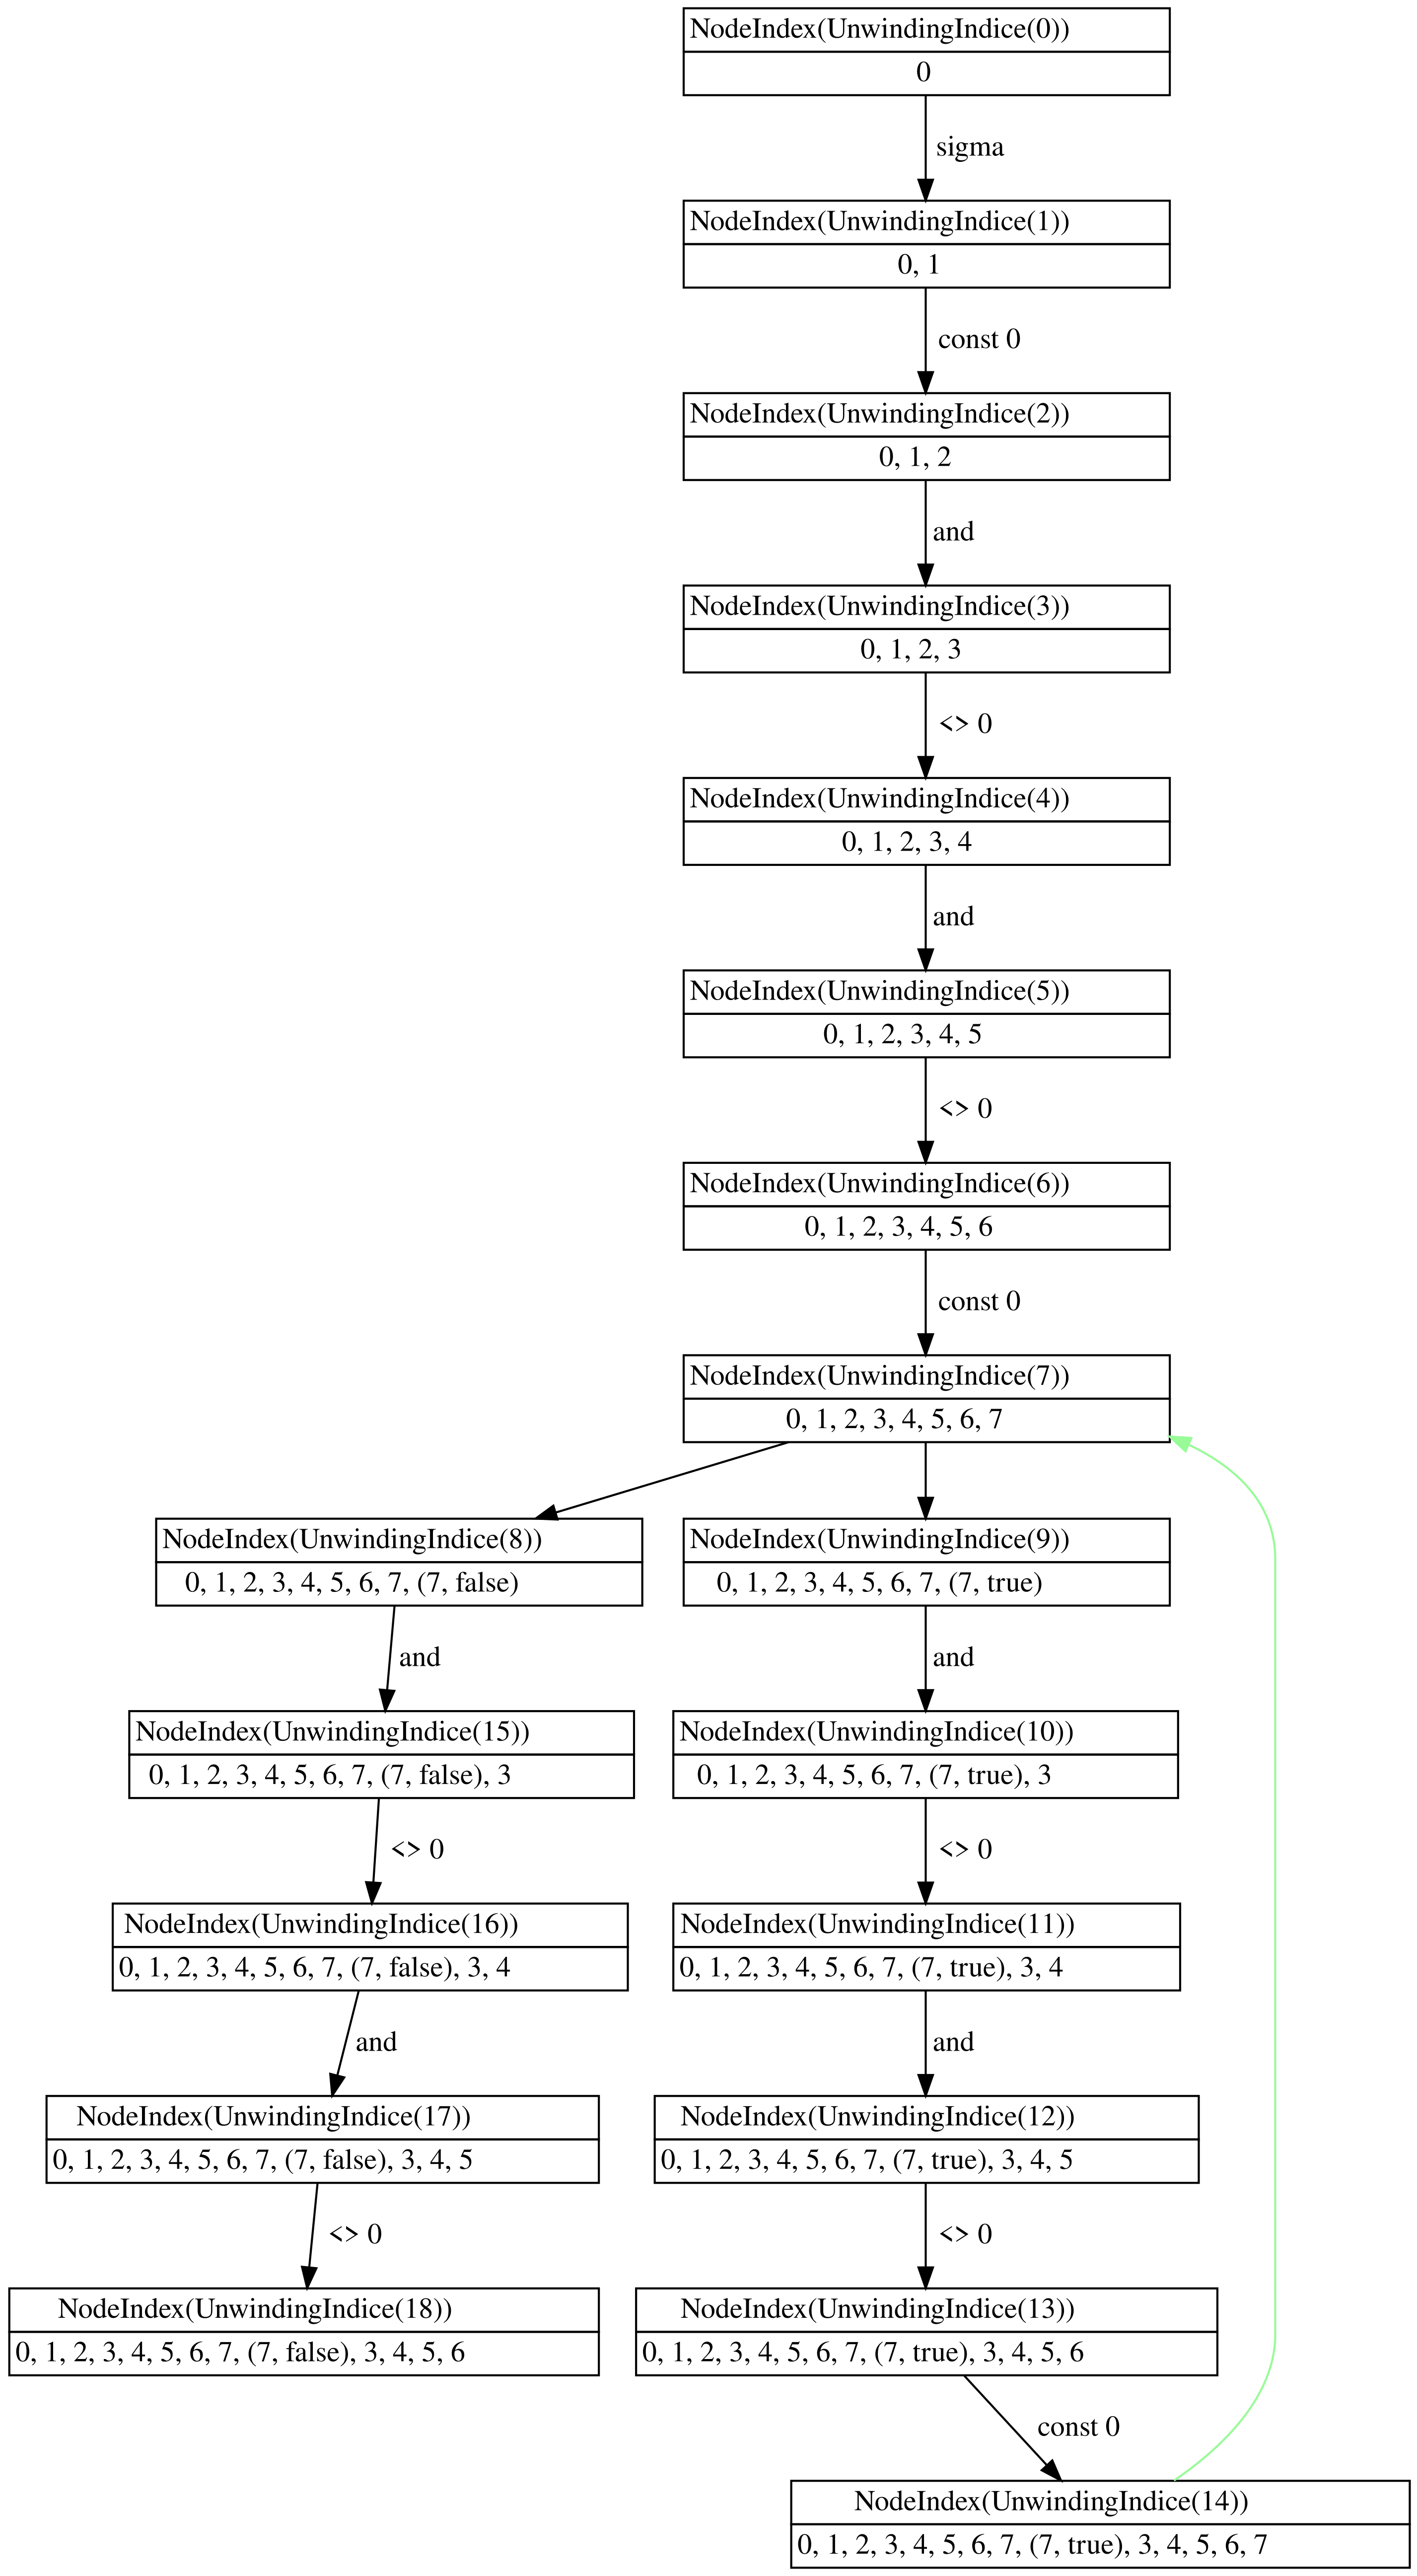 NodeIndex(UnwindingIndice(0))
0
sigma
NodeIndex(UnwindingIndice(1))
0, 1
const 0
NodeIndex(UnwindingIndice(2))
0, 1, 2
and
NodeIndex(UnwindingIndice(3))
0, 1, 2, 3
<> 0
NodeIndex(UnwindingIndice(4))
0, 1, 2, 3, 4
and
NodeIndex(UnwindingIndice(5))
0, 1, 2, 3, 4, 5
<> 0
NodeIndex(UnwindingIndice(6))
0, 1, 2, 3, 4, 5, 6
const 0
NodeIndex(UnwindingIndice(7))
0, 1, 2, 3, 4, 5, 6, 7
NodeIndex(UnwindingIndice(8))
0, 1, 2, 3, 4, 5, 6, 7, (7, false)
NodeIndex(UnwindingIndice(9))
0, 1, 2, 3, 4, 5, 6, 7, (7, true)
and
and
NodeIndex(UnwindingIndice(15))
0, 1, 2, 3, 4, 5, 6, 7, (7, false), 3
NodeIndex(UnwindingIndice(10))
0, 1, 2, 3, 4, 5, 6, 7, (7, true), 3
<> 0
<> 0
NodeIndex(UnwindingIndice(16))
0, 1, 2, 3, 4, 5, 6, 7, (7, false), 3, 4
NodeIndex(UnwindingIndice(11))
0, 1, 2, 3, 4, 5, 6, 7, (7, true), 3, 4
and
and
NodeIndex(UnwindingIndice(17))
0, 1, 2, 3, 4, 5, 6, 7, (7, false), 3, 4, 5
NodeIndex(UnwindingIndice(12))
0, 1, 2, 3, 4, 5, 6, 7, (7, true), 3, 4, 5
<> 0
<> 0
NodeIndex(UnwindingIndice(18))
0, 1, 2, 3, 4, 5, 6, 7, (7, false), 3, 4, 5, 6
NodeIndex(UnwindingIndice(13))
0, 1, 2, 3, 4, 5, 6, 7, (7, true), 3, 4, 5, 6
const 0
NodeIndex(UnwindingIndice(14))
0, 1, 2, 3, 4, 5, 6, 7, (7, true), 3, 4, 5, 6, 7